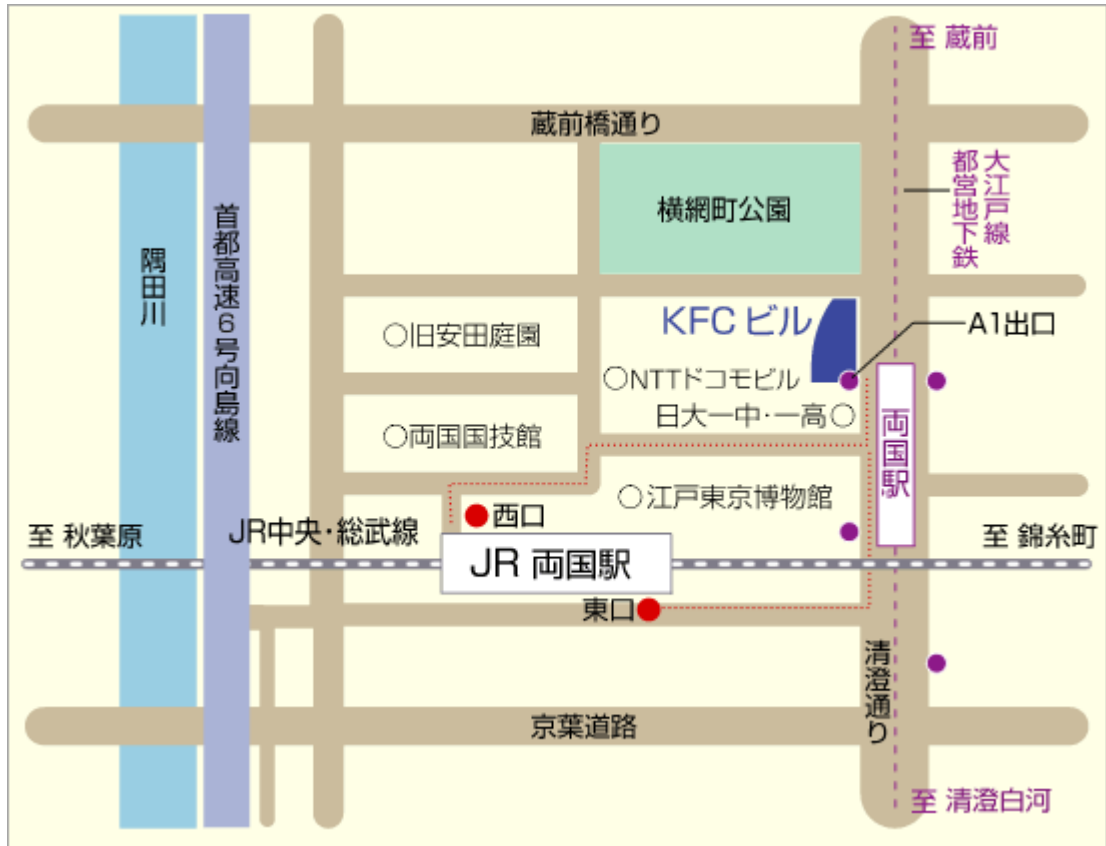 至 蔵前
蔵前橋通り
大江戸線
都営地下鉄
横網町公園
隅田川
首都高速6号向島線
KFC ビル
A1出口
○旧安田庭園
○NTTドコモビル
日大一中・一高○
○両国国技館
両国駅
○江戸東京博物館
西口
至 秋葉原
JR中央・総武線
至 錦糸町
JR 両国駅
東口
清澄通り
京葉道路
至 清澄白河